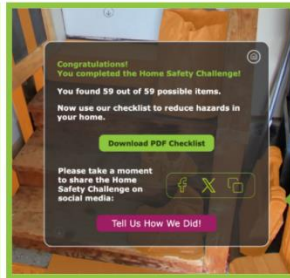 Congratulations!
You completed the Home Safety Challenge!
You found 59 out of 59 possible items.
Now use our checklist to reduce hazards in
your home.
Download PDF Checklist
Please take a moment
to share the Home
Safety Challenge on
social media:
Tell Us How We Did!